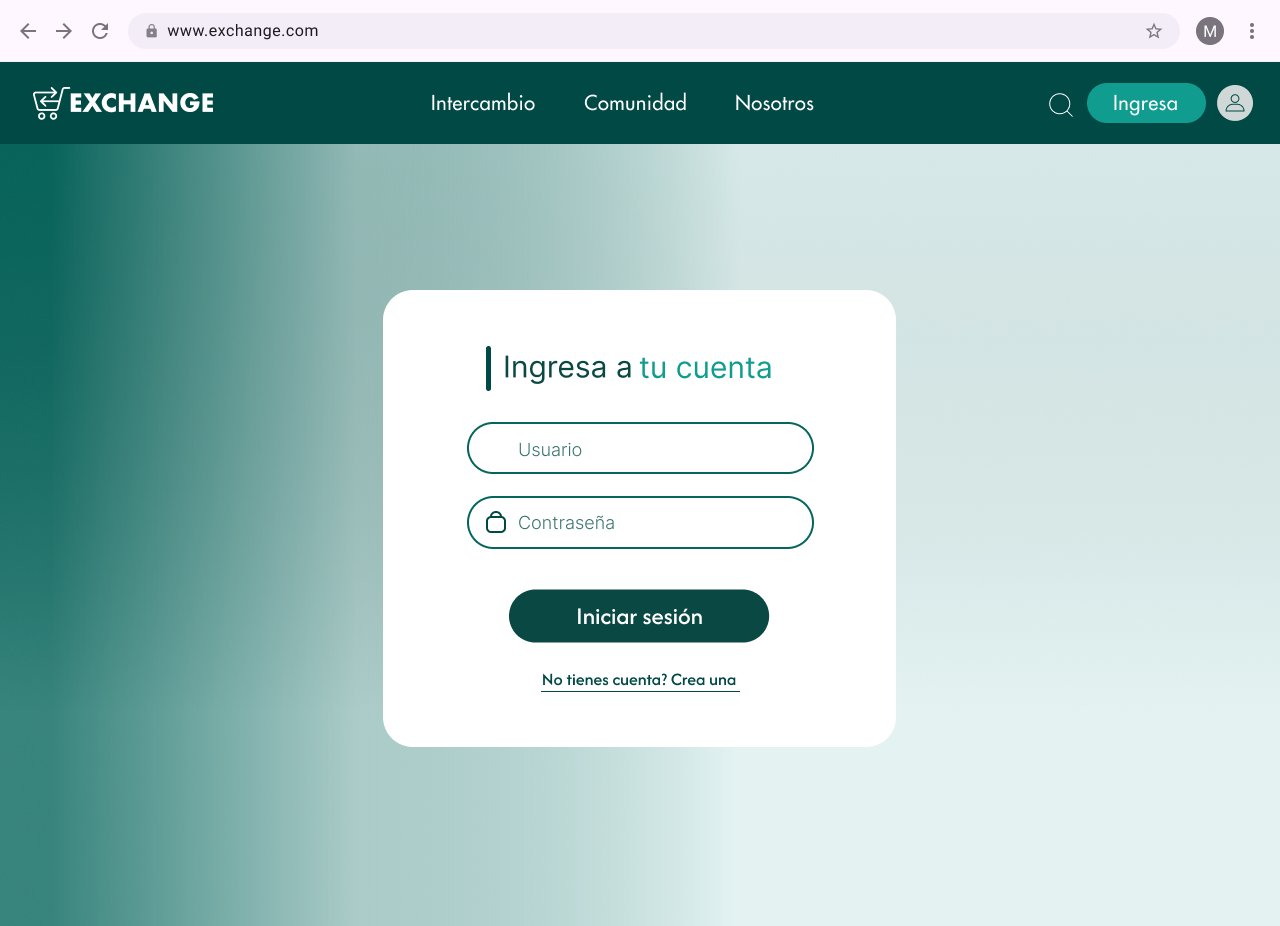 www.exchange.com
M
EXCHANGE
Intercambio
Comunidad
Nosotros
Ingresa
Ingresa a tu cuenta
Usuario
Contraseña
Iniciar sesión
No tienes cuenta? Crea una